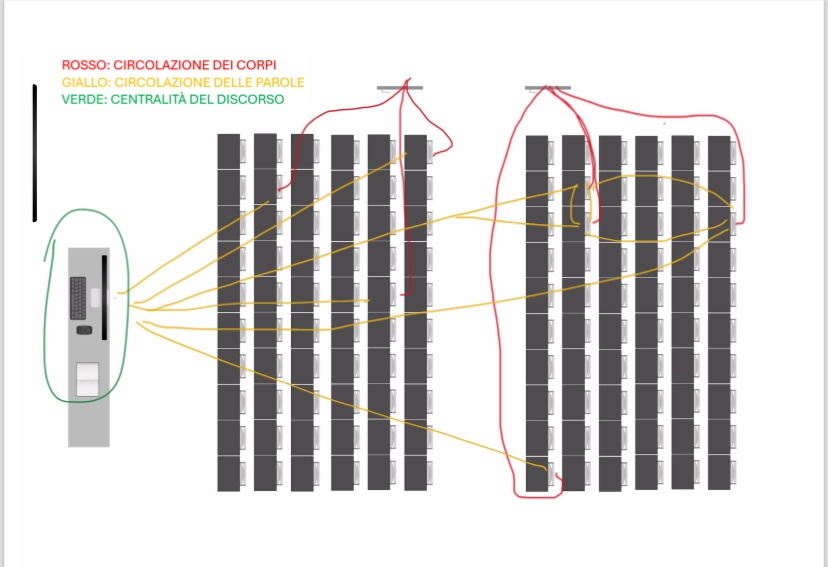 ROSSO: CIRCOLAZIONE DEI CORPI
GIALLO: CIRCOLAZIONE DELLE PAROLE
VERDE: CENTRALITÀ DEL DISCORSO